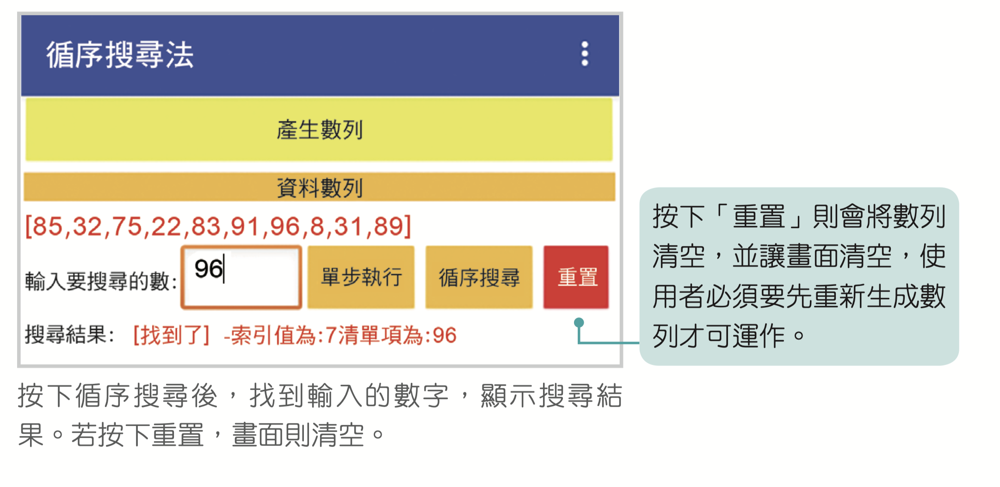 循序搜尋法
產生數列
資料數列
[85,32,75,22,83,91,96,8,31,89]
輸入要搜尋的數: 96 單步執行 循序搜尋 重置
搜尋結果: [找到了] -索引值為:7清單項為:96
按下「重置」則會將數列
清空,並讓畫面清空,使
用者必須要先重新生成數
列才可運作。
按下循序搜尋後,找到輸入的數字,顯示搜尋結
果。若按下重置,畫面則清空。